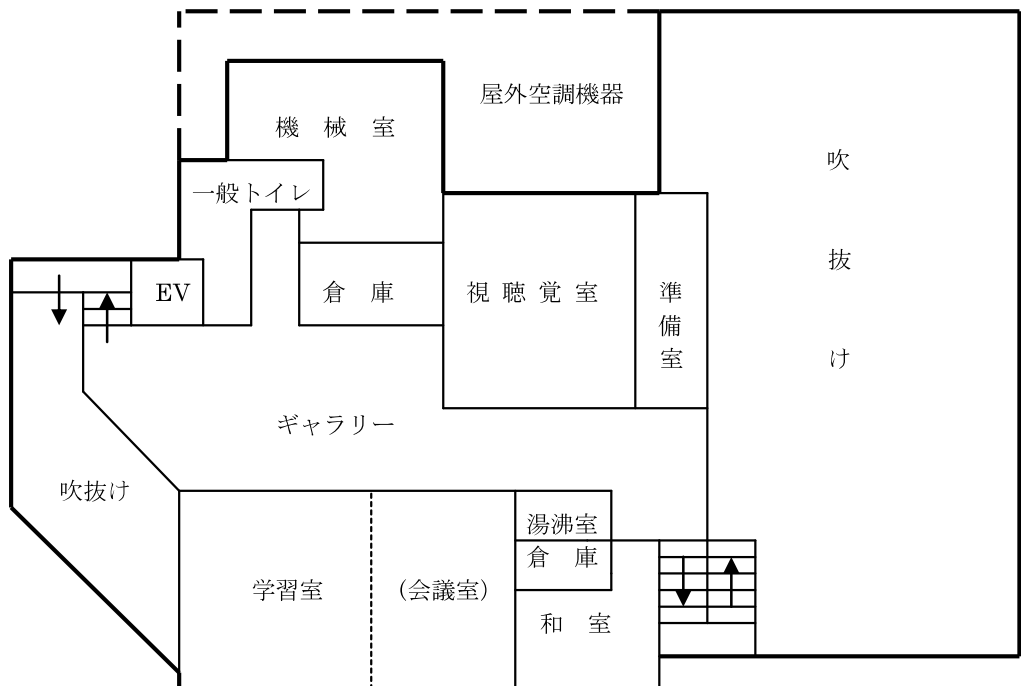 屋外空調機器
機 械 室
吹抜け
一般トイレ
EV
倉 庫
視聴覚室
準備室
ギャラリー
吹抜け
湯沸室
倉 庫
学習室
(会議室)
和 室